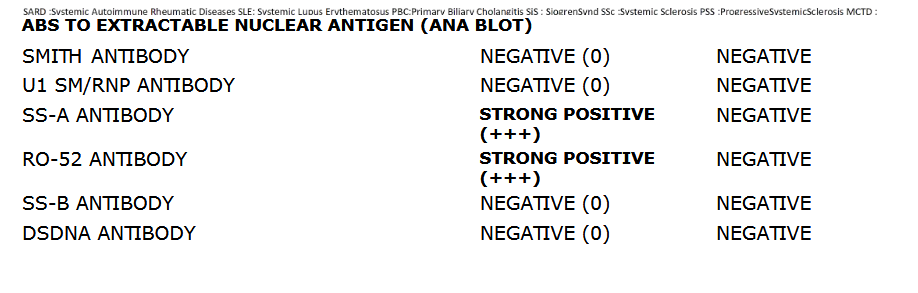 SARD :Systemic Autoimmune Rheumatic Diseases SLE: Systemic Lupus Erythematosus PBC:Primary Biliary Cholangitis SjS : SjogrenSynd SSc :Systemic Sclerosis PSS :ProgressiveSystemicSclerosis MCTD :
ABS TO EXTRACTABLE NUCLEAR ANTIGEN (ANA BLOT)
SMITH ANTIBODY NEGATIVE (0) NEGATIVE
U1 SM/RNP ANTIBODY NEGATIVE (0) NEGATIVE
SS-A ANTIBODY STRONG POSITIVE NEGATIVE
(+++)
RO-52 ANTIBODY STRONG POSITIVE NEGATIVE
(+++)
SS-B ANTIBODY NEGATIVE (0) NEGATIVE
DSDNA ANTIBODY NEGATIVE (0) NEGATIVE